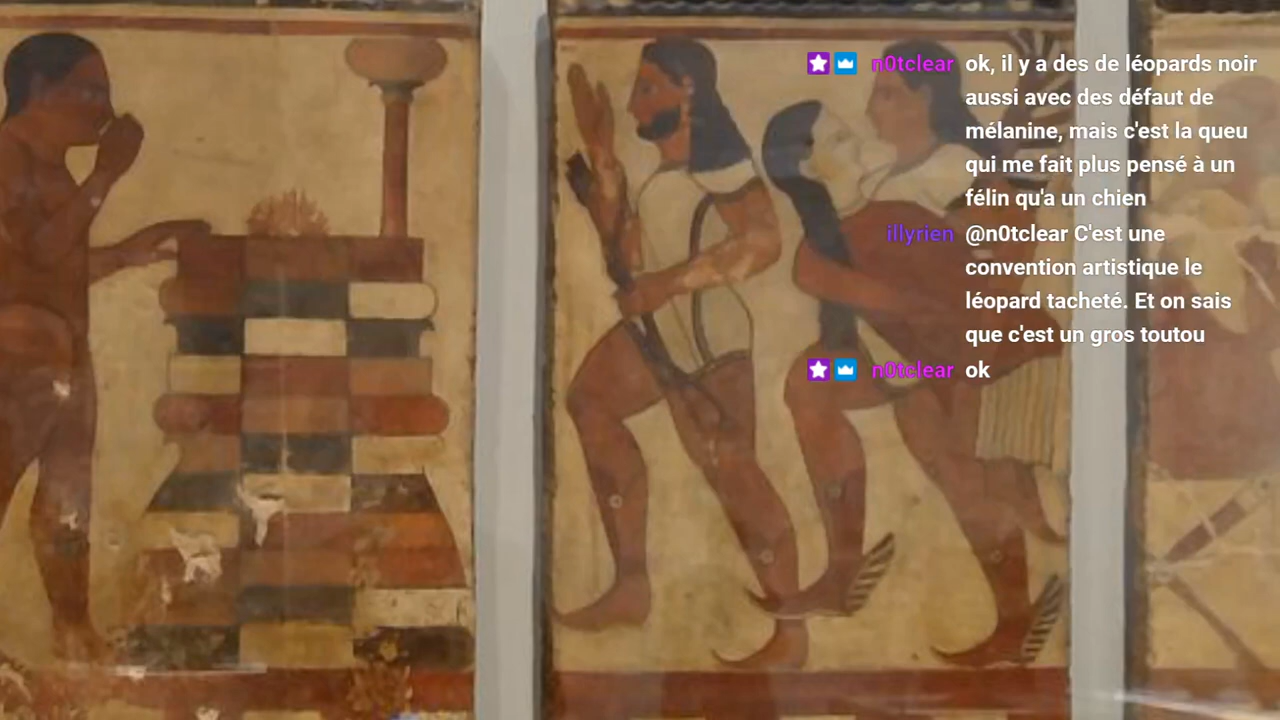 n0tclear ok, il y a des de léopards noir
aussi avec des défaut de
mélanine, mais c'est la queu
qui me fait plus pensé à un
félin qu'a un chien
illyrien @n0tclear C'est une
convention artistique le
léopard tacheté. Et on sais
que c'est un gros toutou
n0tclear ok